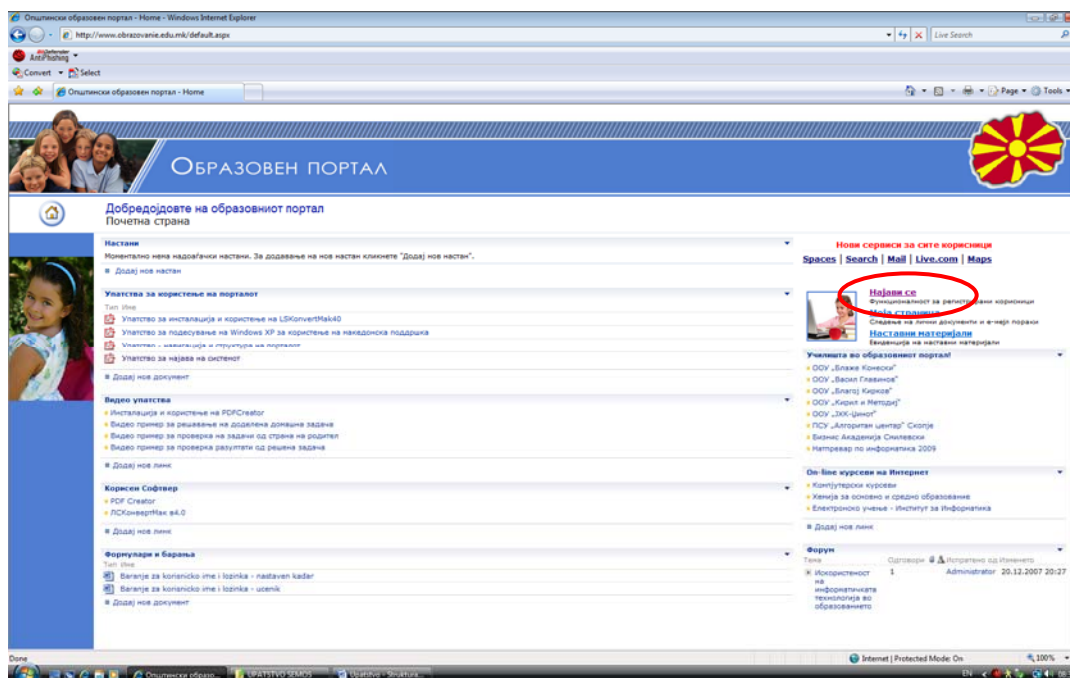 Општински образовен портал - Home - Windows Internet Explorer
http://www.obrazovanie.edu.mk/default.aspx
Live Search
BitDefender
AntiPhishing
Convert Select
Општински образовен портал - Home
Page Tools
ОБРАЗОВЕН ПОРТАЛ
Добредојдовте на образовниот портал
Почетна страна
Настани
Моментално нема надоаѓачки настани. За додавање на нов настан кликнете "Додај нов настан".
Додај нов настан
Упатства за користење на порталот
Тип Име
Упатство за инсталација и користење на LSKonvertMak40
Упатство за подесување на Windows XP за користење на македонска поддршка
Упатство - навигација и структура на порталот
Упатство за најава на системот
Додај нов документ
Видео упатства
Инсталација и користење на PDFCreator
Видео пример за решавање на доделена домашна задача
Видео пример за проверка на задачи од страна на родител
Видео пример за проверка разултати од решена задача
Додај нов линк
Корисен Софтвер
PDF Creator
ЛСКонвертМак в4.0
Додај нов линк
Формулари и барања
Тип Име
Baranje za korisnicko ime i lozinka - nastaven kadar
Baranje za korisnicko ime i lozinka - ucenik
Додај нов документ
Нови сервиси за сите корисници
Spaces | Search | Mail | Live.com | Maps
Најави се
Функционалност за регистрирани корисници
Моја страница
Следење на лични документи и е-мејл пораки
Наставни материјали
Евиденција на наставни материјали
Училишта во образовниот портал!
ООУ „Блаже Конески"
ООУ „Васил Главинов"
ООУ „Благој Кирков"
ООУ „Кирил и Методиј"
ООУ „ЈХК-Џинот"
ПСУ „Алгоритам центар" Скопје
Бизнис Академија Смилевски
Натпревар по информатика 2009
On-line курсеви на Интернет
Компјутерски курсеви
Хемија за основно и средно образование
Електронско учење - Институт за Информатика
Додај нов линк
Форум
Тема Одговори Испратено од Изменето
Искористеност на информатичката технологија во образованието 1 Administrator 20.12.2007 20:27
Done
Internet | Protected Mode: On 100%
Општински образо... UPATSTVO SEMOS Upatstvo - Struktura...
EN